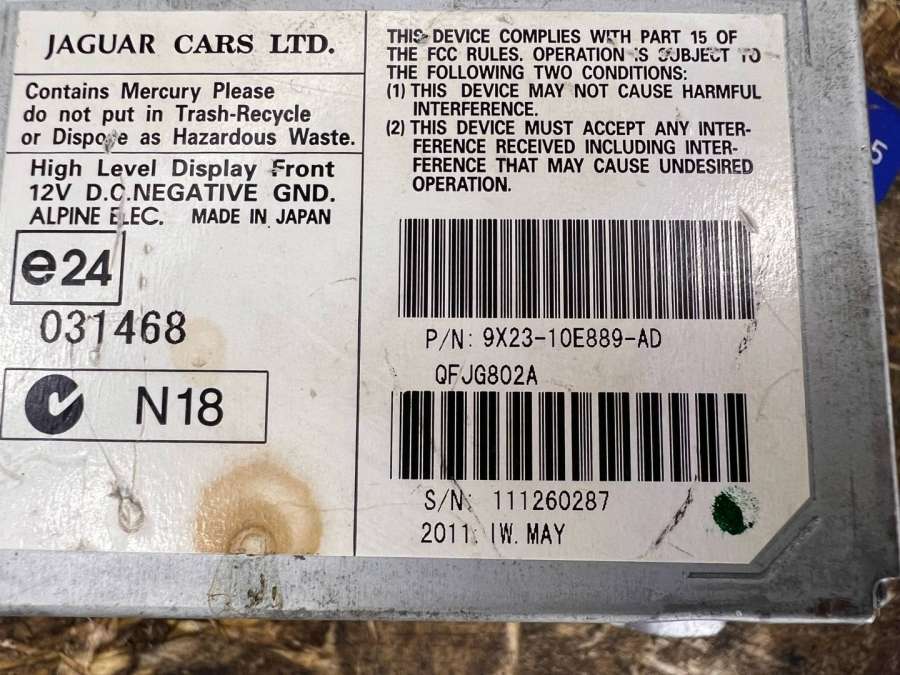 JAGUAR CARS LTD.
Contains Mercury Please
do not put in Trash-Recycle
or Dispose as Hazardous Waste.
High Level Display Front
12V D.C.NEGATIVE GND.
ALPINE ELEC. MADE IN JAPAN
e24
031468
N18
THIS DEVICE COMPLIES WITH PART 15 OF
THE FCC RULES. OPERATION IS SUBJECT TO
THE FOLLOWING TWO CONDITIONS:
(1) THIS DEVICE MAY NOT CAUSE HARMFUL
INTERFERENCE.
(2) THIS DEVICE MUST ACCEPT ANY INTER-
FERENCE RECEIVED INCLUDING INTER-
FERENCE THAT MAY CAUSE UNDESIRED
OPERATION.
P/N: 9X23-10E889-AD
QFJG802A
S/N: 111260287
2011. 1W. MAY
5